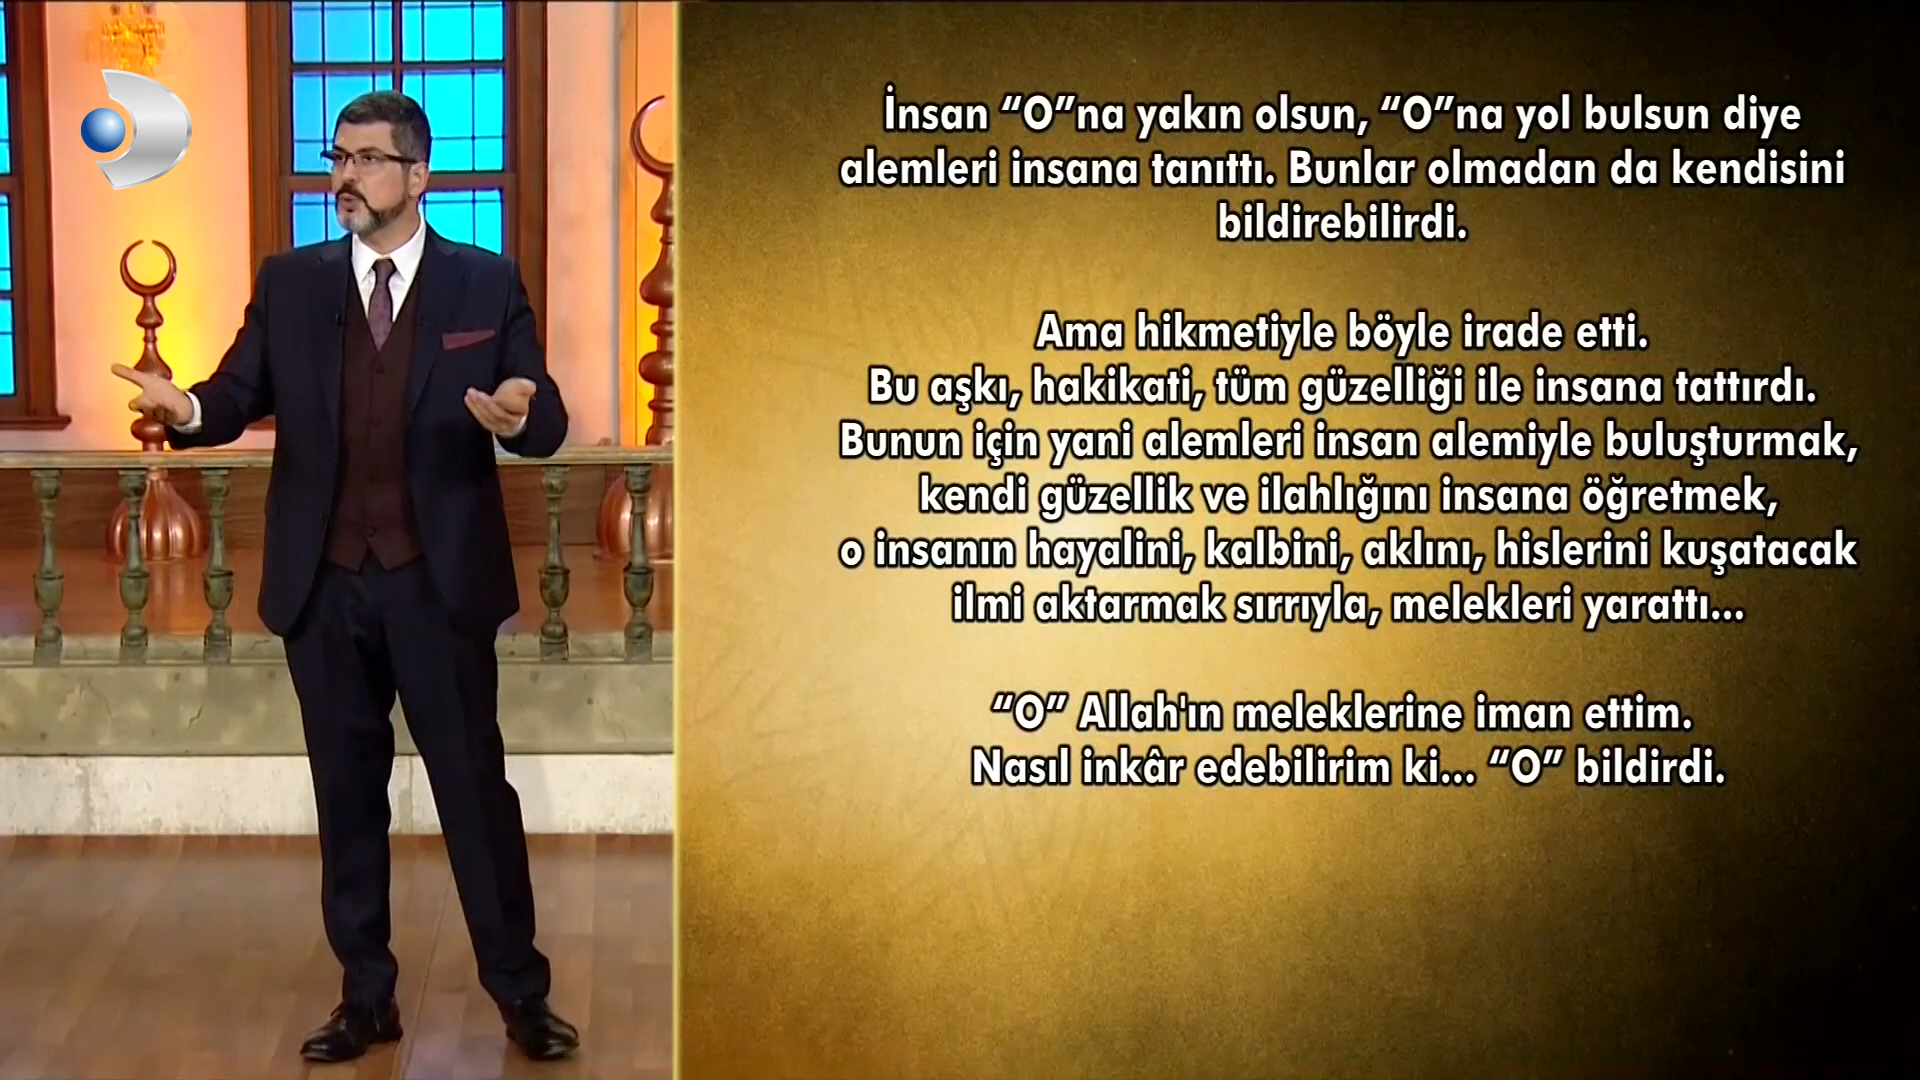 İnsan “O”na yakın olsun, “O”na yol bulsun diye
alemleri insana tanıttı. Bunlar olmadan da kendisini
bildirebilirdi.
Ama hikmetiyle böyle irade etti.
Bu aşkı, hakikati, tüm güzelliği ile insana tattırdı.
Bunun için yani alemleri insan alemiyle buluşturmak,
kendi güzellik ve ilahlığını insana öğretmek,
o insanın hayalini, kalbini, aklını, hislerini kuşatacak
ilmi aktarmak sırrıyla, melekleri yarattı...
“O” Allah'ın meleklerine iman ettim.
Nasıl inkâr edebilirim ki... “O” bildirdi.